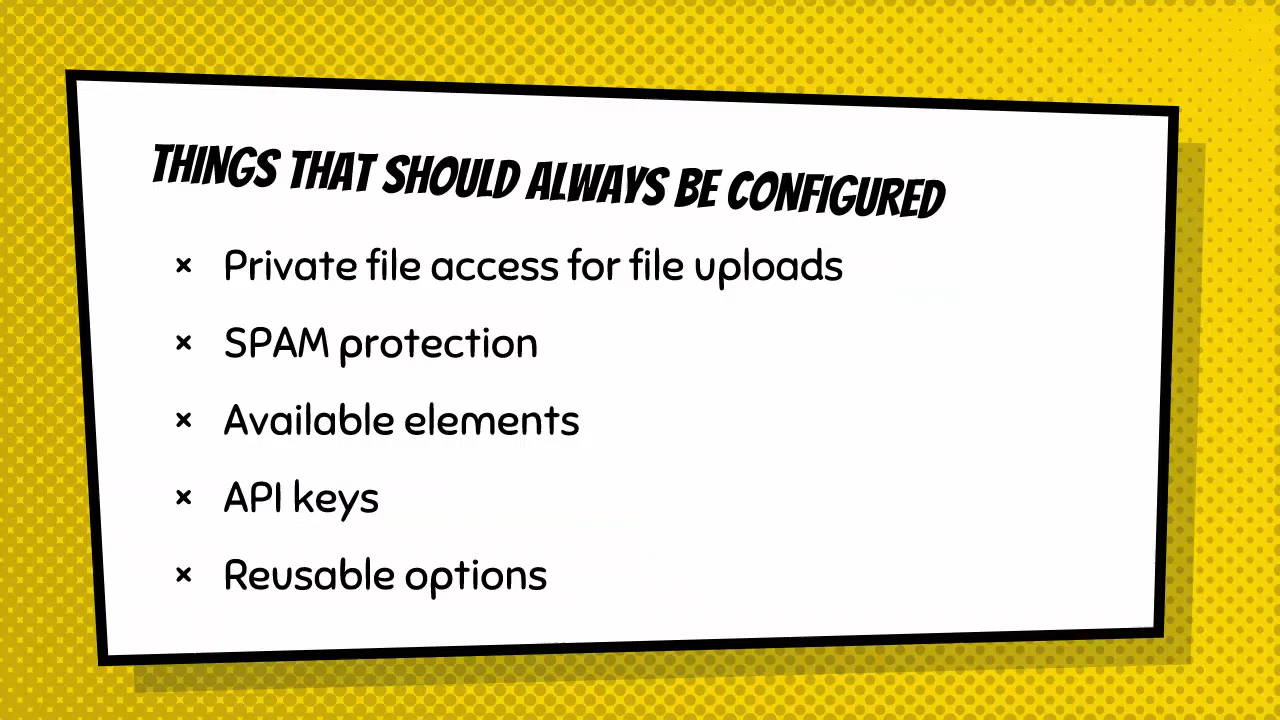 THINGS THAT SHOULD ALWAYS BE CONFIGURED
× Private file access for file uploads
× SPAM protection
× Available elements
× API keys
× Reusable options